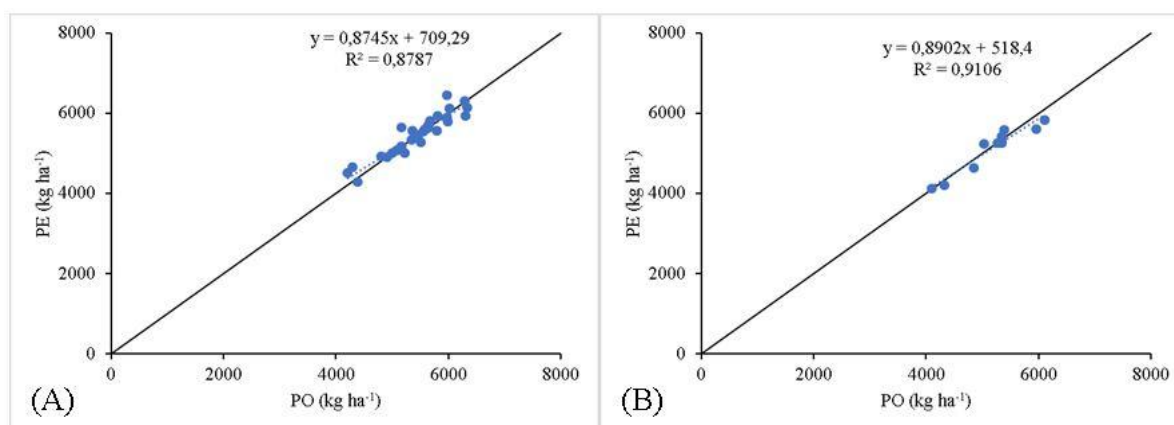 8000
y = 0,8745x + 709,29
R² = 0,8787
6000
4000
2000
0
PE (kg ha⁻¹)
0 2000 4000 6000 8000
PO (kg ha⁻¹)
(A)
8000
y = 0,8902x + 518,4
R² = 0,9106
6000
4000
2000
0
PE (kg ha⁻¹)
0 2000 4000 6000 8000
PO (kg ha⁻¹)
(B)